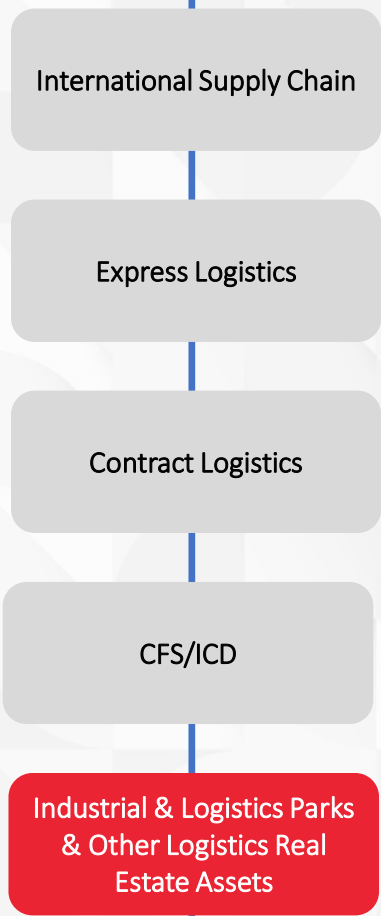 International Supply Chain
Express Logistics
Contract Logistics
CFS/ICD
Industrial & Logistics Parks
& Other Logistics Real
Estate Assets